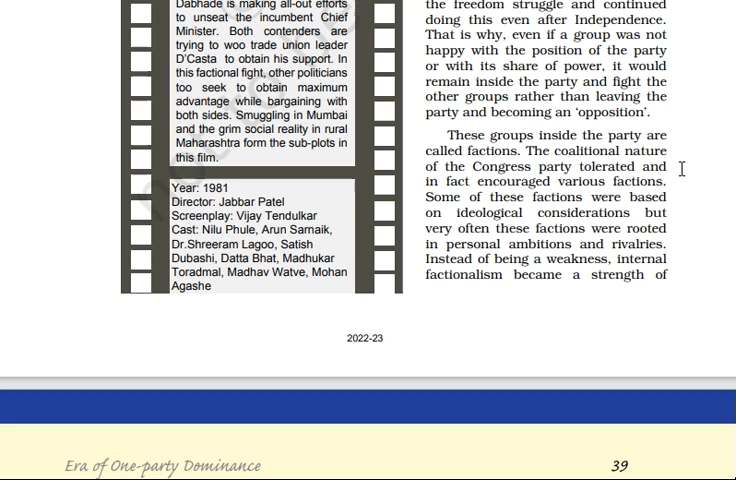 Dabhade is making all-out efforts
to unseat the incumbent Chief
Minister. Both contenders are
trying to woo trade union leader
D'Casta to obtain his support. In
this factional fight, other politicians
too seek to obtain maximum
advantage while bargaining with
both sides. Smuggling in Mumbai
and the grim social reality in rural
Maharashtra form the sub-plots in
this film.
Year: 1981
Director: Jabbar Patel
Screenplay: Vijay Tendulkar
Cast: Nilu Phule, Arun Sarnaik,
Dr.Shreeram Lagoo, Satish
Dubashi, Datta Bhat, Madhukar
Toradmal, Madhav Watve, Mohan
Agashe
the freedom struggle and continued
doing this even after Independence.
That is why, even if a group was not
happy with the position of the party
or with its share of power, it would
remain inside the party and fight the
other groups rather than leaving the
party and becoming an ‘opposition’.
These groups inside the party are
called factions. The coalitional nature
of the Congress party tolerated and
in fact encouraged various factions.
Some of these factions were based
on ideological considerations but
very often these factions were rooted
in personal ambitions and rivalries.
Instead of being a weakness, internal
factionalism became a strength of
2022-23
Era of One-party Dominance
39